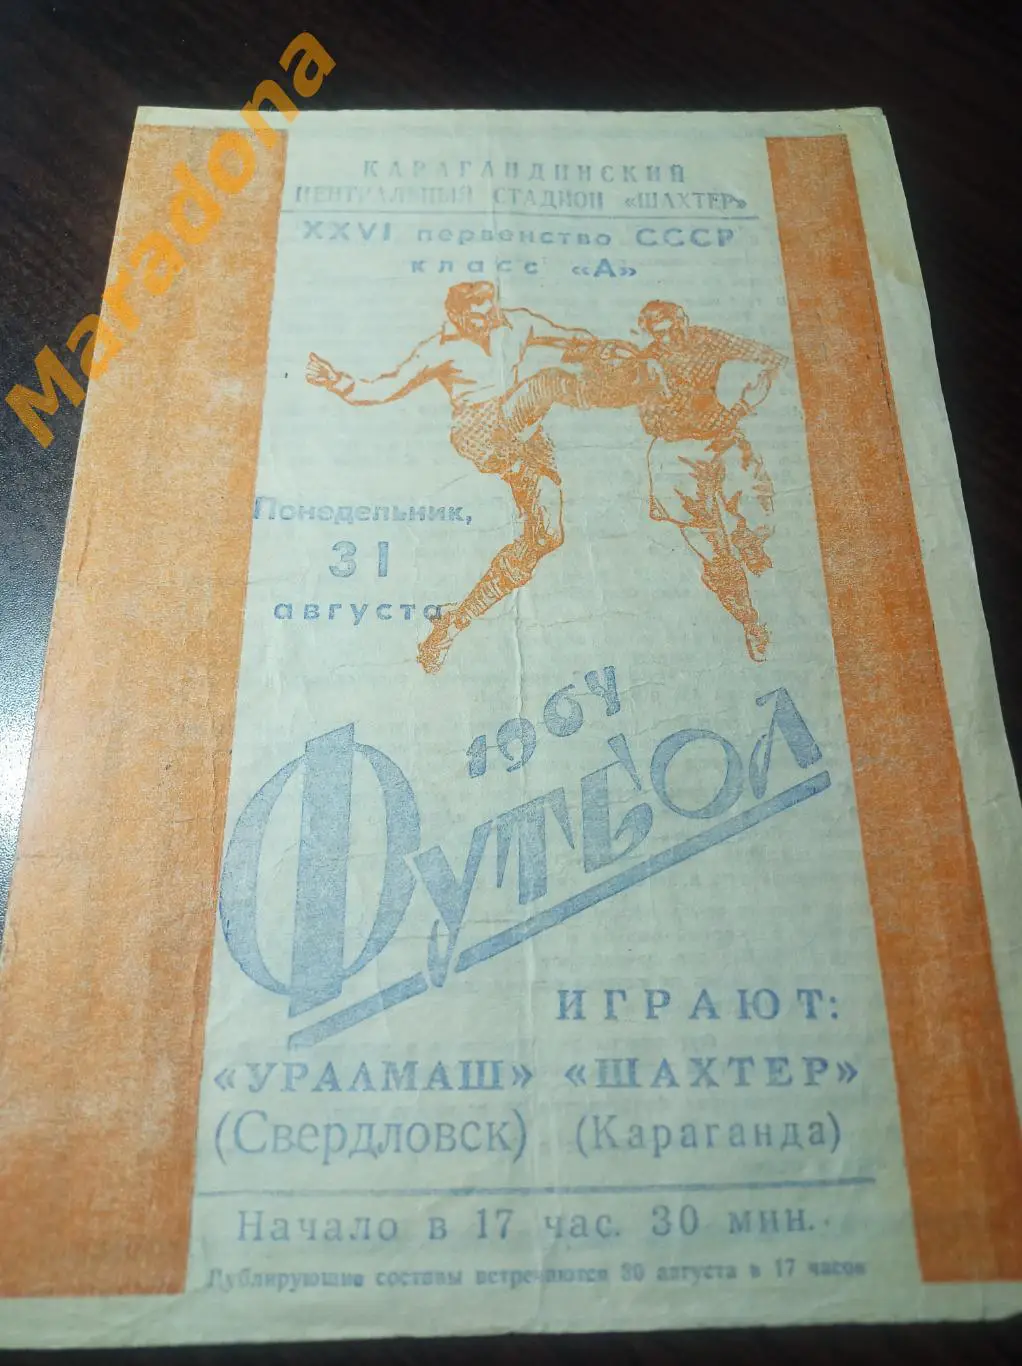 Maradona
КАРАГАНДИНСКИЙ
ЦЕНТРАЛЬНЫЙ СТАДИОН «ШАХТЕР»
XXVI первенство СССР
класс «А»
Понедельник,
31
августа
1964
ФУТБОЛ
ИГРАЮТ:
«УРАЛМАШ» «ШАХТЕР»
(Свердловск) (Караганда)
Начало в 17 час. 30 мин.
Дублирующие составы встречаются 30 августа в 17 часов